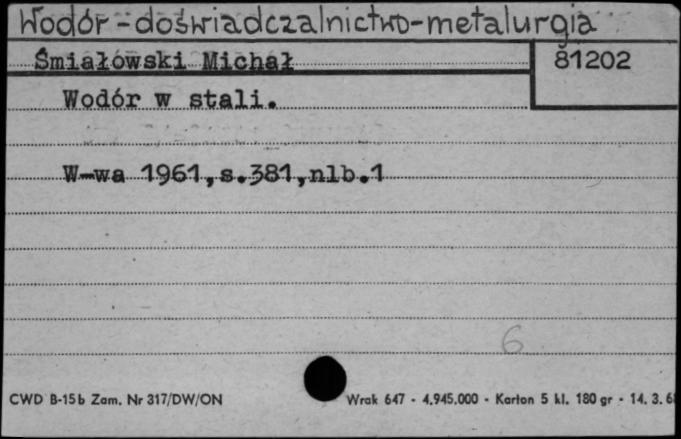 Wodór - doświadczalnictwo - metalurgia
Śmiałowski Michał
81202
Wodór w stali.
W-wa 1961,s.381,nlb.1
6
CWD B-15b Zam. Nr 317/DW/ON
Wrak 647 - 4.945.000 - Karton 5 kl. 180 gr - 14. 3. 6